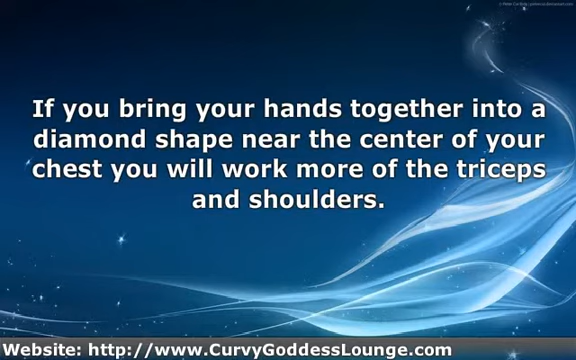 If you bring your hands together into a
diamond shape near the center of your
chest you will work more of the triceps
and shoulders.
Website: http://www.CurvyGoddessLounge.com